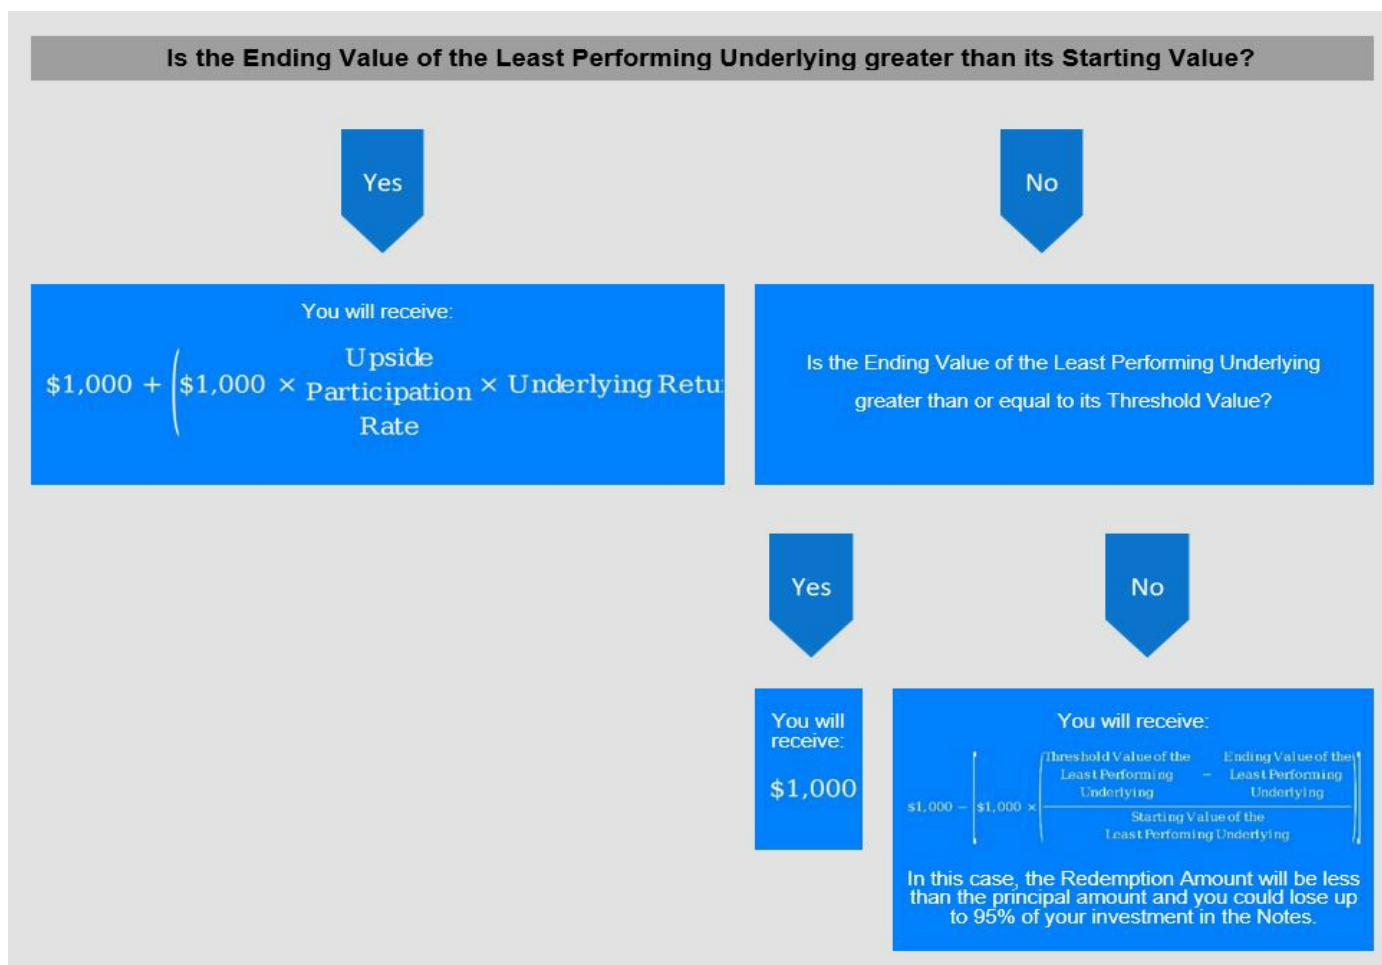 Is the Ending Value of the Least Performing Underlying greater than its Starting Value?
Yes
No
You will receive:
$1,000 + ($1,000 × Upside Participation Rate × Underlying Retu
Is the Ending Value of the Least Performing Underlying
greater than or equal to its Threshold Value?
Yes
No
You will
receive:
$1,000
You will receive:
$1,000 − [$1,000 × (
Threshold Value of the
Least Performing
Underlying
−
Ending Value of the
Least Performing
Underlying
Starting Value of the
Least Perfoming Underlying
)]
In this case, the Redemption Amount will be less
than the principal amount and you could lose up
to 95% of your investment in the Notes.